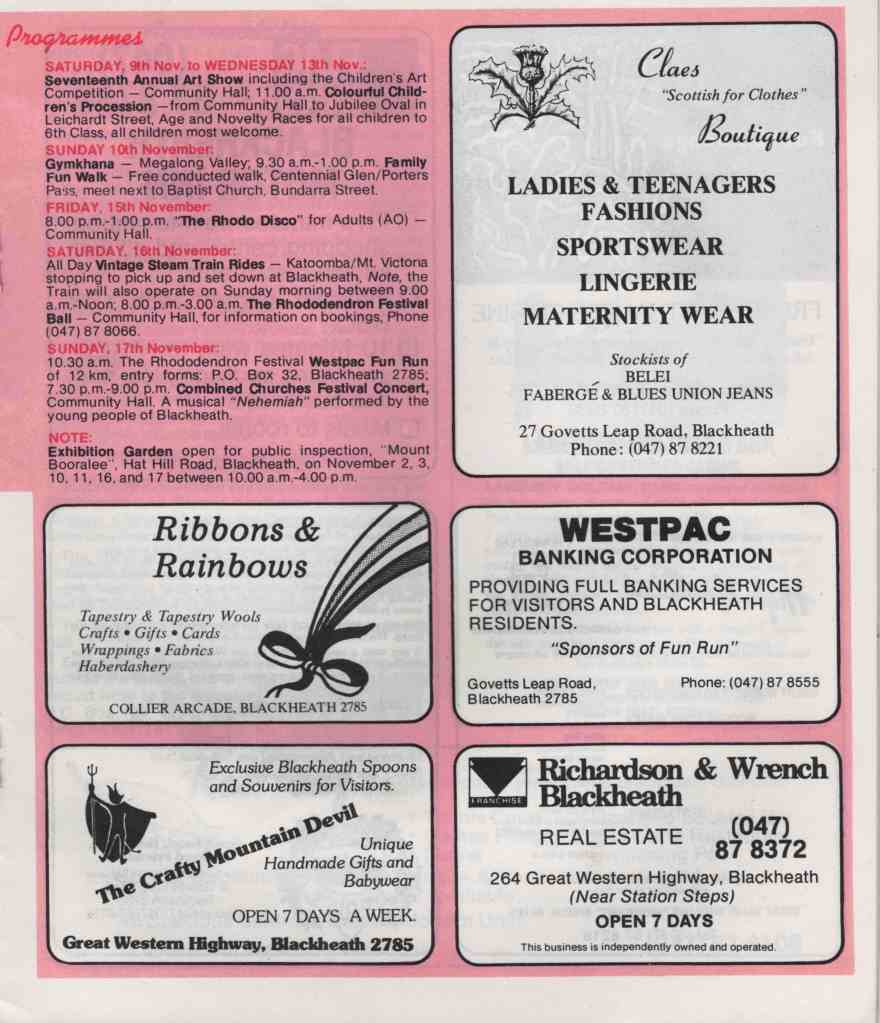 Programmes
SATURDAY, 9th Nov. to WEDNESDAY 13th Nov.:
Seventeenth Annual Art Show including the Children's Art
Competition — Community Hall; 11.00 a.m. Colourful Child-
ren's Procession —from Community Hall to Jubilee Oval in
Leichardt Street, Age and Novelty Races for all children to
6th Class, all children most welcome.
SUNDAY 10th November:
Gymkhana — Megalong Valley; 9.30 a.m.-1.00 p.m. Family
Fun Walk — Free conducted walk, Centennial Glen/Porters
Pass, meet next to Baptist Church, Bundarra Street.
FRIDAY, 15th November:
8.00 p.m.-1.00 p.m. "The Rhodo Disco" for Adults (AO) —
Community Hall.
SATURDAY, 16th November:
All Day Vintage Steam Train Rides — Katoomba/Mt. Victoria
stopping to pick up and set down at Blackheath, Note, the
Train will also operate on Sunday morning between 9.00
a.m.-Noon; 8.00 p.m.-3.00 a.m. The Rhododendron Festival
Ball — Community Hall, for information on bookings, Phone
(047) 87 8066.
SUNDAY, 17th November:
10.30 a.m. The Rhododendron Festival Westpac Fun Run
of 12 km, entry forms: P.O. Box 32, Blackheath 2785;
7.30 p.m.-9.00 p.m. Combined Churches Festival Concert,
Community Hall. A musical "Nehemiah" performed by the
young people of Blackheath.
NOTE:
Exhibition Garden open for public inspection, "Mount
Booralee", Hat Hill Road, Blackheath, on November 2, 3,
10, 11, 16, and 17 between 10.00 a.m.-4.00 p.m.
Claes
"Scottish for Clothes"
Boutique
LADIES & TEENAGERS
FASHIONS
SPORTSWEAR
LINGERIE
MATERNITY WEAR
Stockists of
BELEI
FABERGÉ & BLUES UNION JEANS
27 Govetts Leap Road, Blackheath
Phone: (047) 87 8221
Ribbons &
Rainbows
Tapestry & Tapestry Wools
Crafts • Gifts • Cards
Wrappings • Fabrics
Haberdashery
COLLIER ARCADE, BLACKHEATH 2785
WESTPAC
BANKING CORPORATION
PROVIDING FULL BANKING SERVICES
FOR VISITORS AND BLACKHEATH
RESIDENTS.
"Sponsors of Fun Run"
Govetts Leap Road, Phone: (047) 87 8555
Blackheath 2785
Exclusive Blackheath Spoons
and Souvenirs for Visitors.
The Crafty Mountain Devil
Unique
Handmade Gifts and
Babywear
OPEN 7 DAYS A WEEK.
Great Western Highway, Blackheath 2785
FRANCHISE
Richardson & Wrench
Blackheath
REAL ESTATE (047)
87 8372
264 Great Western Highway, Blackheath
(Near Station Steps)
OPEN 7 DAYS
This business is independently owned and operated.